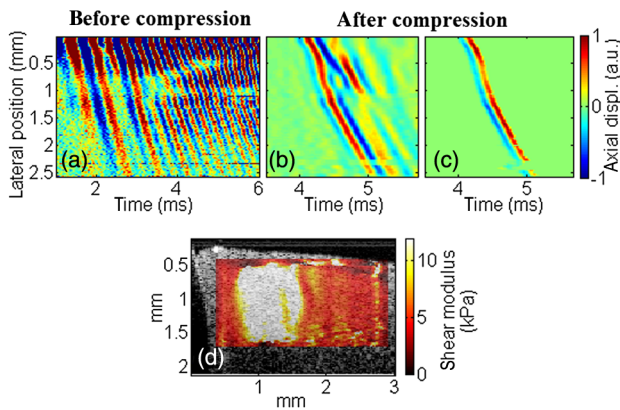 Before compression After compression
Lateral position (mm)
0.5
1
1.5
2
2.5
(a)
2 4 6
Time (ms)
(b)
4 5
Time (ms)
(c)
4 5
Time (ms)
1
0
-1
Axial displ. (a.u.)
mm
0.5
1
1.5
2
(d)
1 2 3
mm
10
5
0
Shear modulus
(kPa)